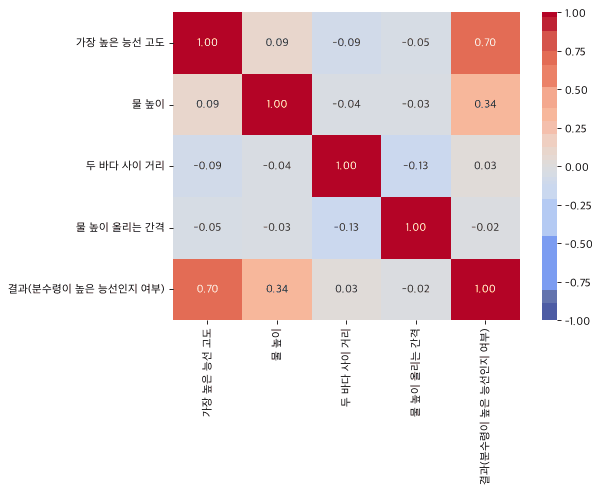 가장 높은 능선 고도
1.00 0.09 -0.09 -0.05 0.70
물 높이
0.09 1.00 -0.04 -0.03 0.34
두 바다 사이 거리
-0.09 -0.04 1.00 -0.13 0.03
물 높이 올리는 간격
-0.05 -0.03 -0.13 1.00 -0.02
결과(분수령이 높은 능선인지 여부)
0.70 0.34 0.03 -0.02 1.00
가장 높은 능선 고도
물 높이
두 바다 사이 거리
물 높이 올리는 간격
결과(분수령이 높은 능선인지 여부)
1.00
0.75
0.50
0.25
0.00
-0.25
-0.50
-0.75
-1.00